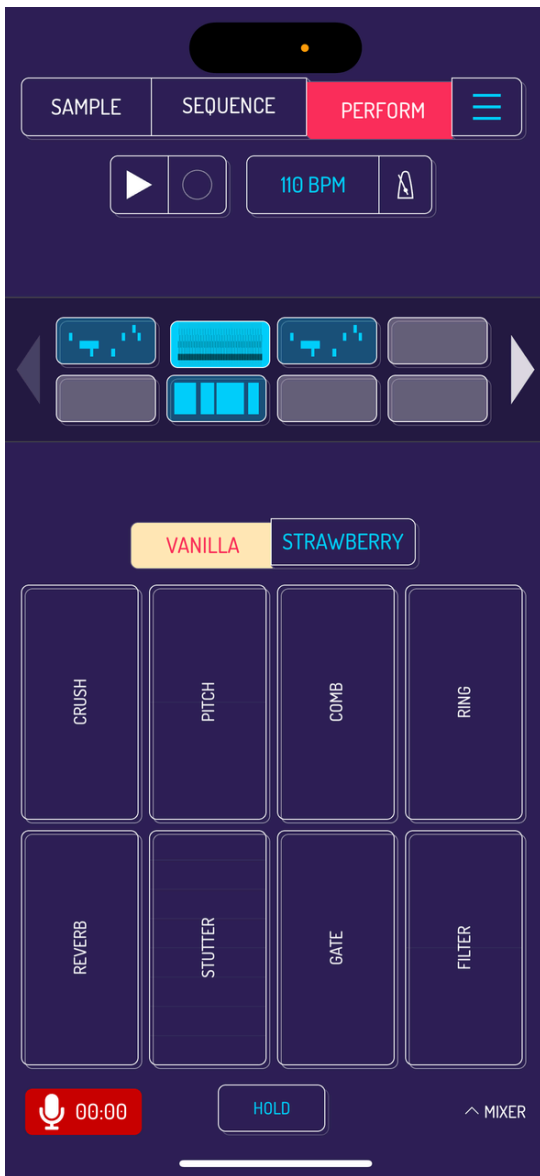 SAMPLE SEQUENCE PERFORM
110 BPM
VANILLA STRAWBERRY
CRUSH PITCH COMB RING
REVERB STUTTER GATE FILTER
00:00 HOLD MIXER